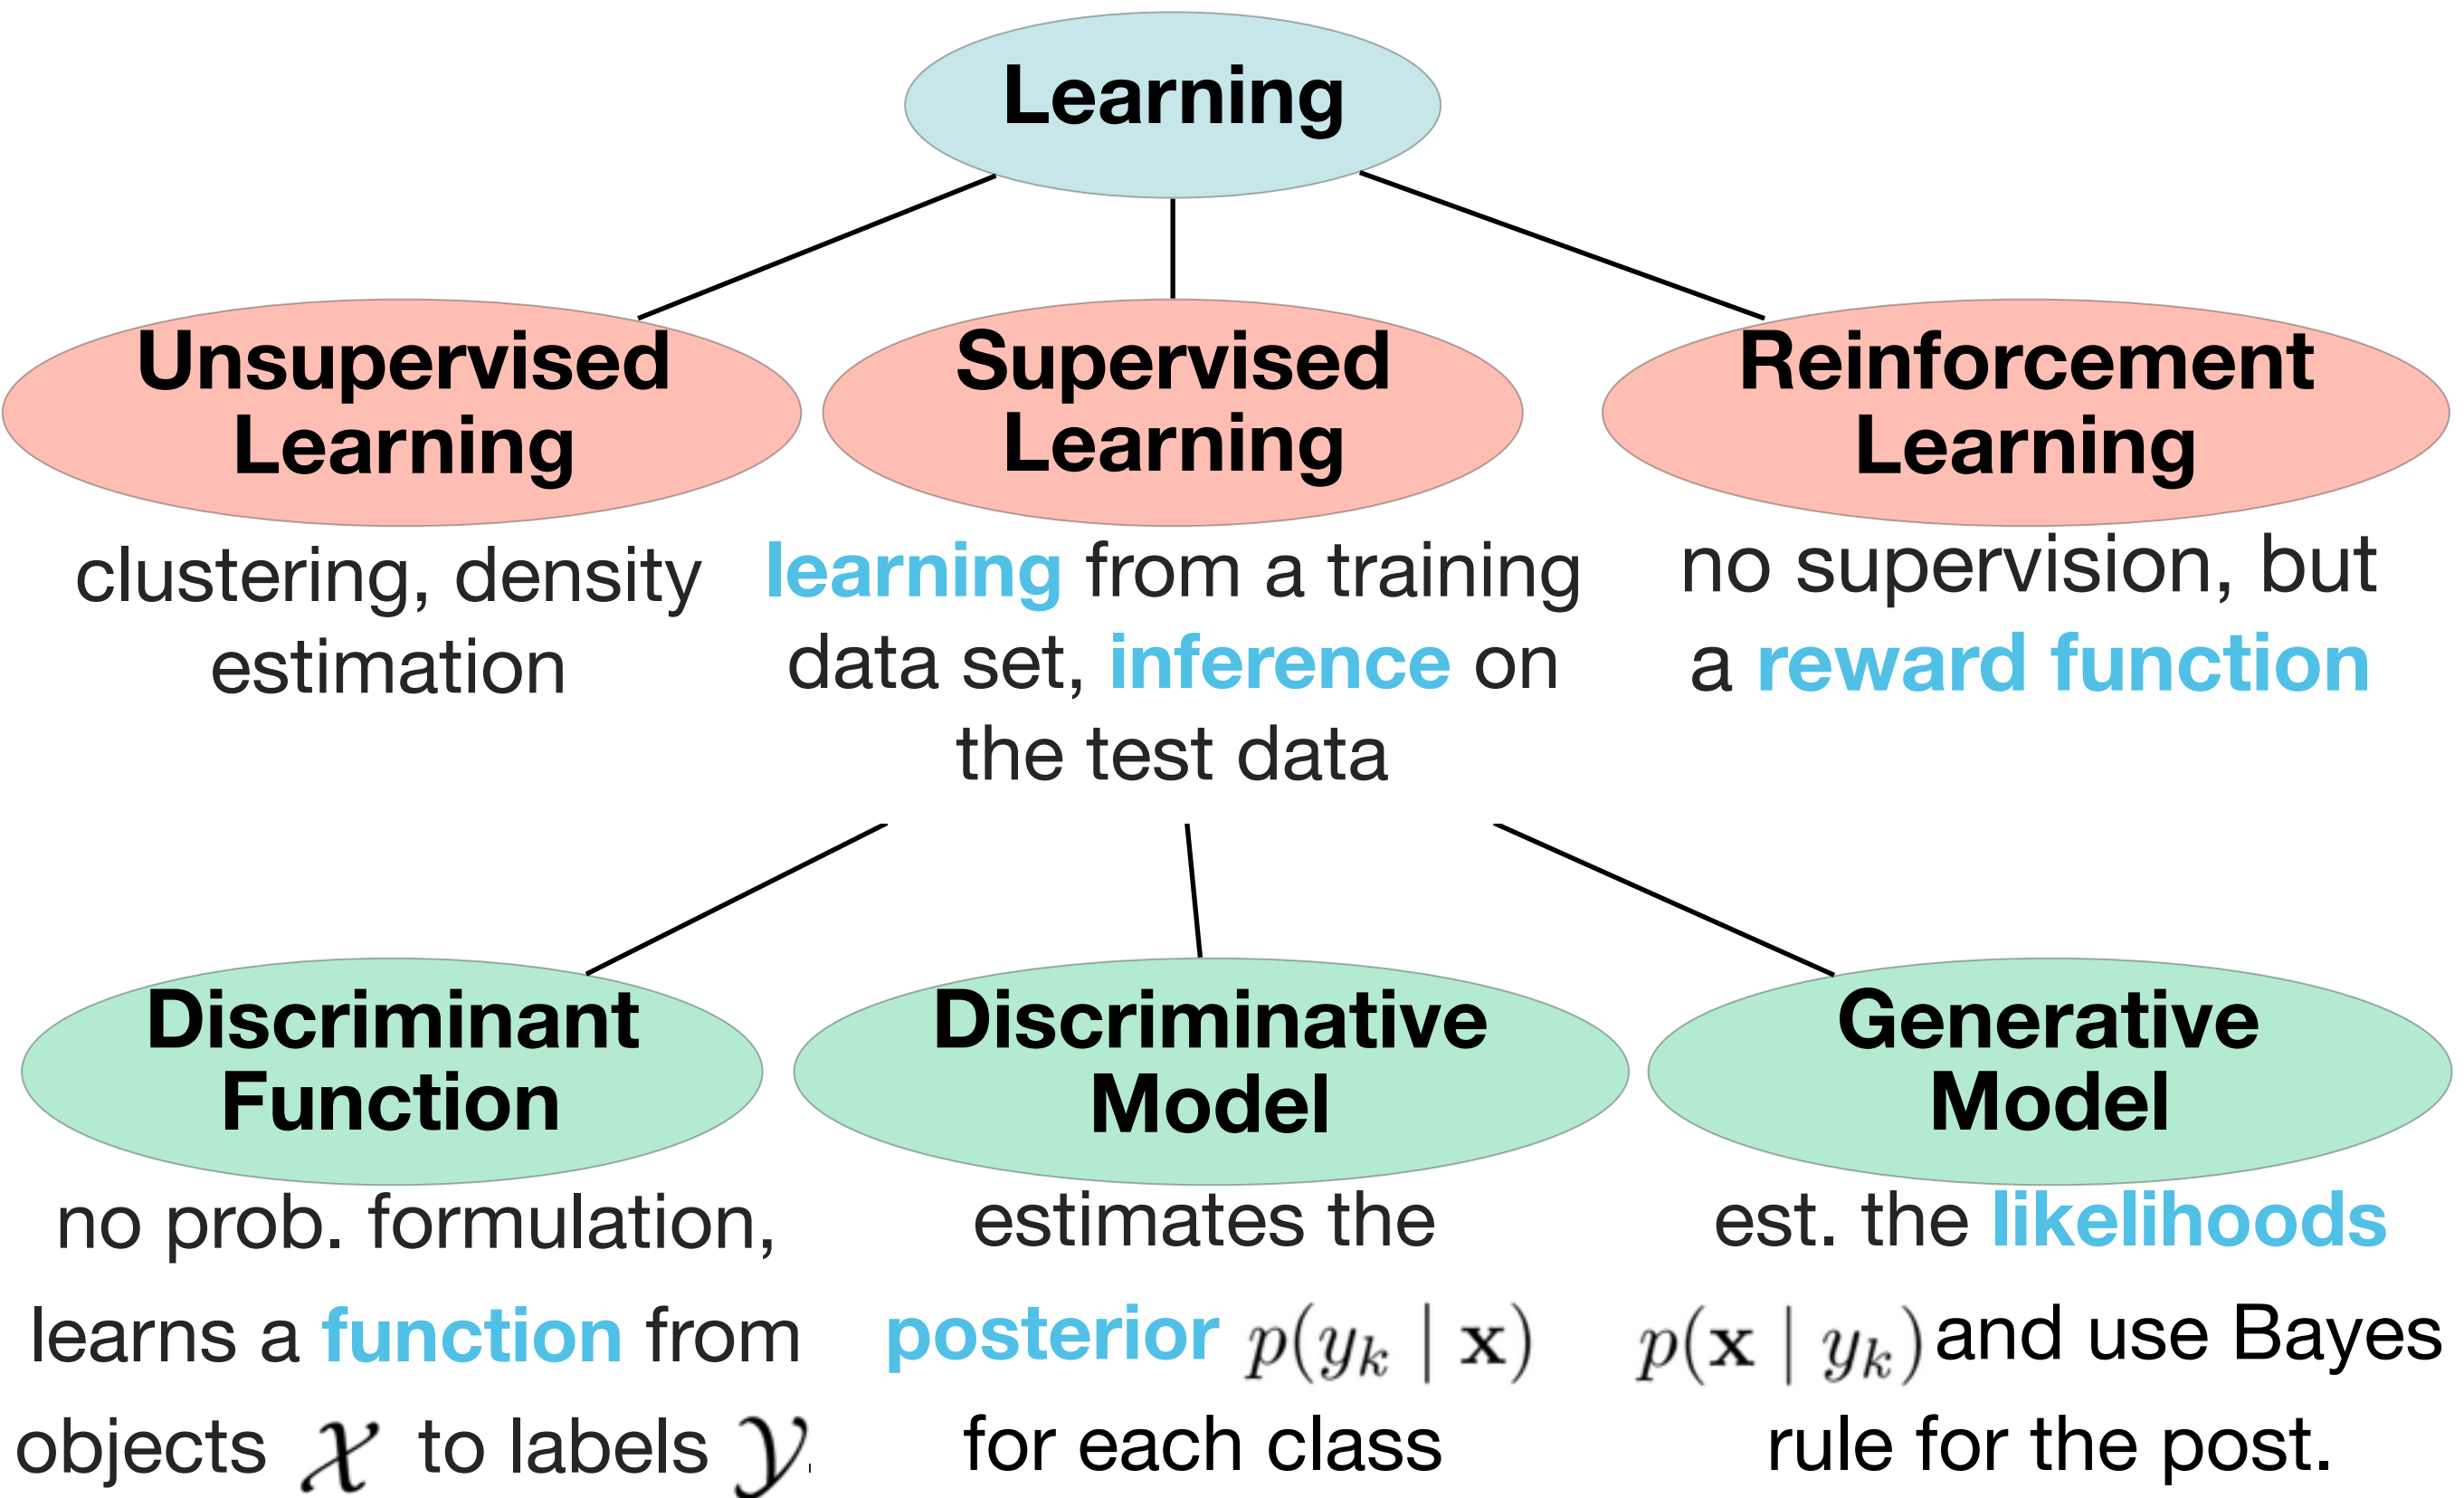 Learning
Unsupervised
Learning
clustering, density
estimation
Supervised
Learning
learning from a training
data set, inference on
the test data
Reinforcement
Learning
no supervision, but
a reward function
Discriminant
Function
no prob. formulation,
learns a function from
objects 𝒳 to labels 𝒴.
Discriminative
Model
estimates the
posterior p(yₖ | 𝐱)
for each class
Generative
Model
est. the likelihoods
p(𝐱 | yₖ) and use Bayes
rule for the post.